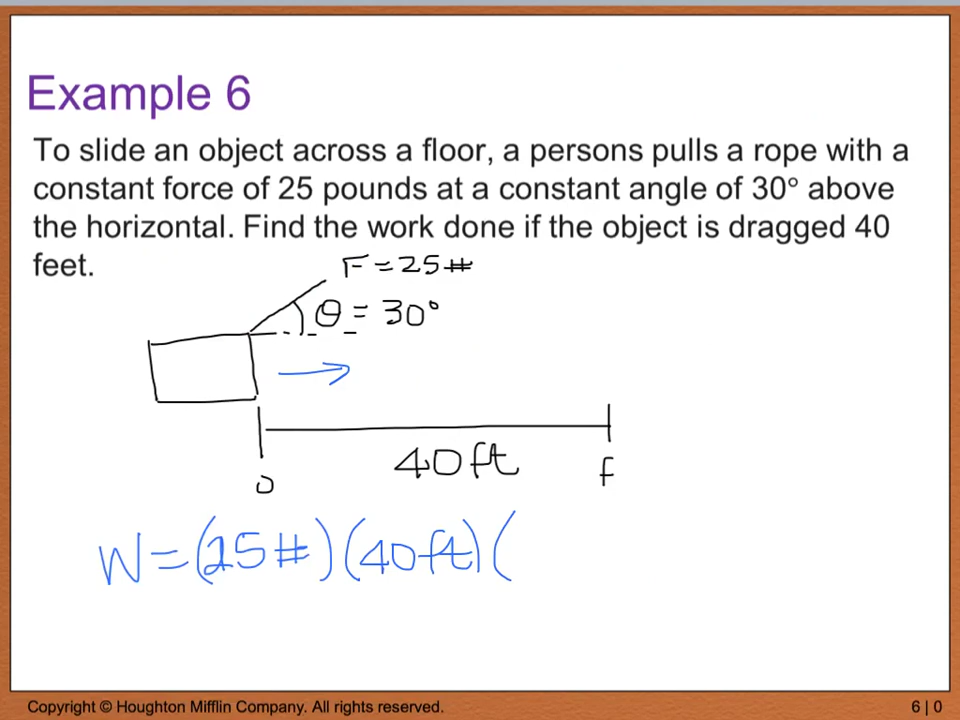 Example 6
To slide an object across a floor, a persons pulls a rope with a
constant force of 25 pounds at a constant angle of 30° above
the horizontal. Find the work done if the object is dragged 40
feet.
F = 25#
θ = 30°
40ft
0
f
W = (25#)(40ft)(
Copyright © Houghton Mifflin Company. All rights reserved.
6 | 0